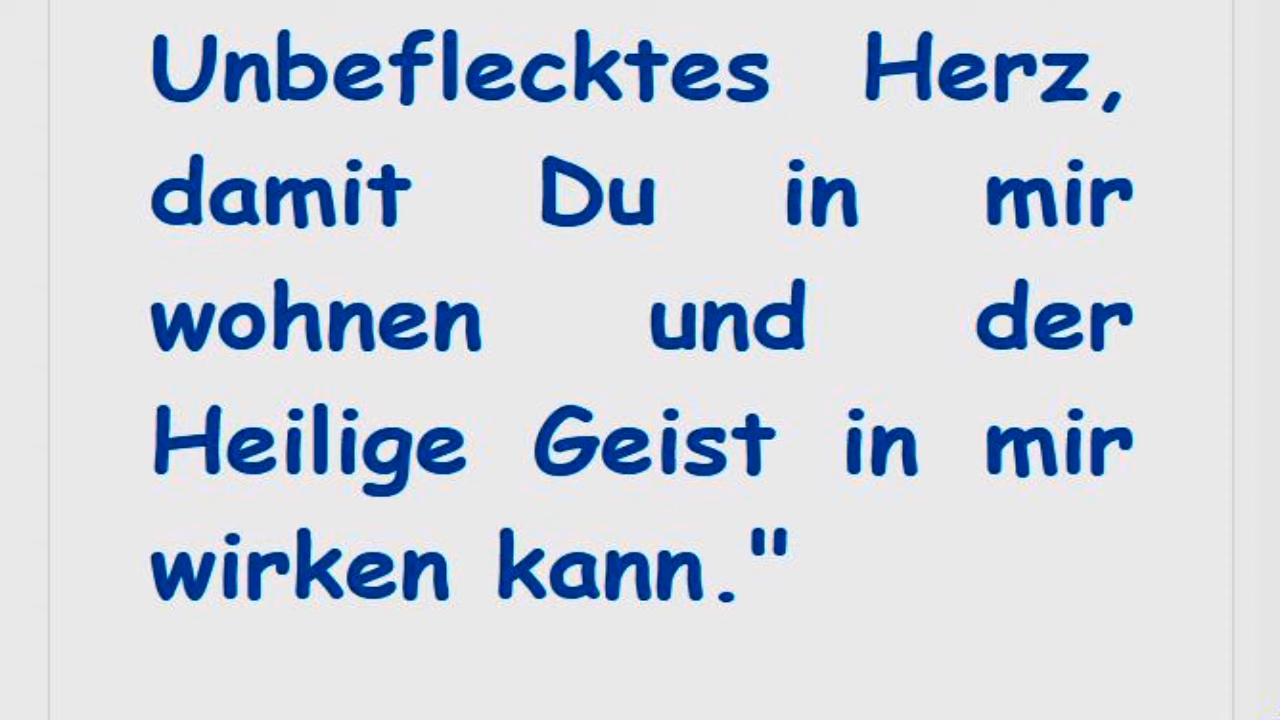 Unbeflecktes Herz,
damit Du in mir
wohnen und der
Heilige Geist in mir
wirken kann."